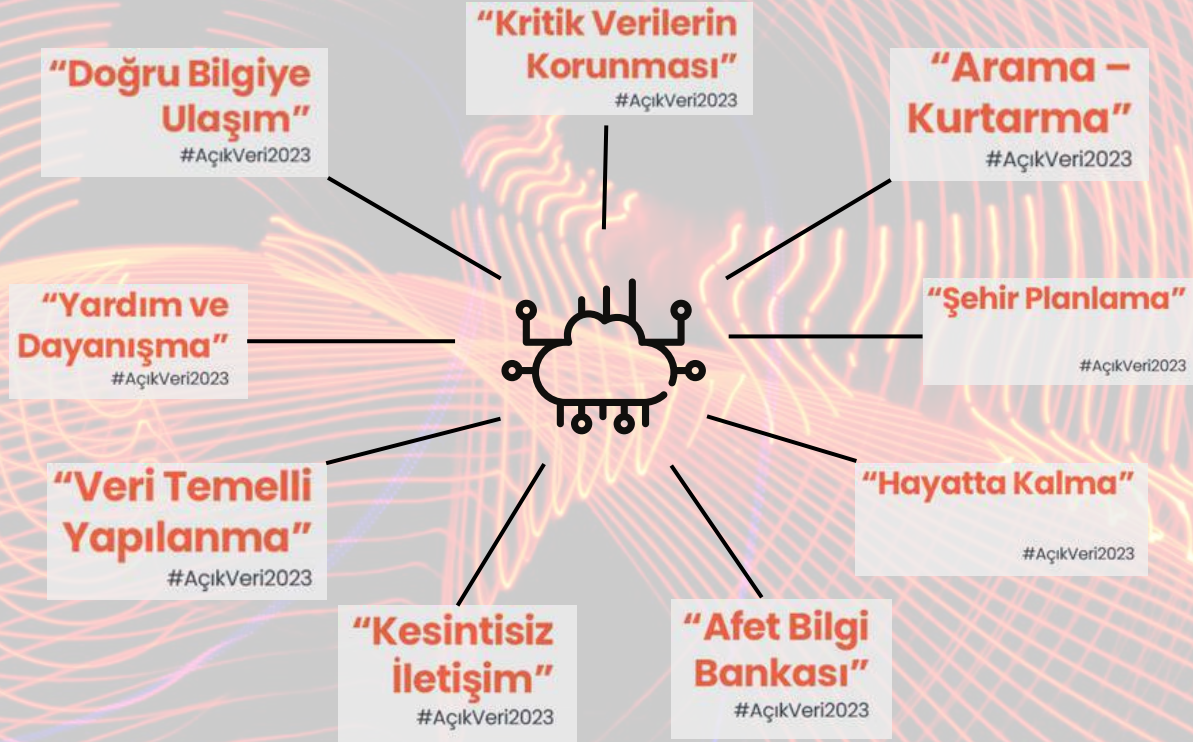 “Kritik Verilerin
Korunması”
#AçıkVeri2023
“Doğru Bilgiye
Ulaşım”
#AçıkVeri2023
“Arama –
Kurtarma”
#AçıkVeri2023
“Yardım ve
Dayanışma”
#AçıkVeri2023
“Şehir Planlama”
#AçıkVeri2023
“Veri Temelli
Yapılanma”
#AçıkVeri2023
“Hayatta Kalma”
#AçıkVeri2023
“Kesintisiz
İletişim”
#AçıkVeri2023
“Afet Bilgi
Bankası”
#AçıkVeri2023